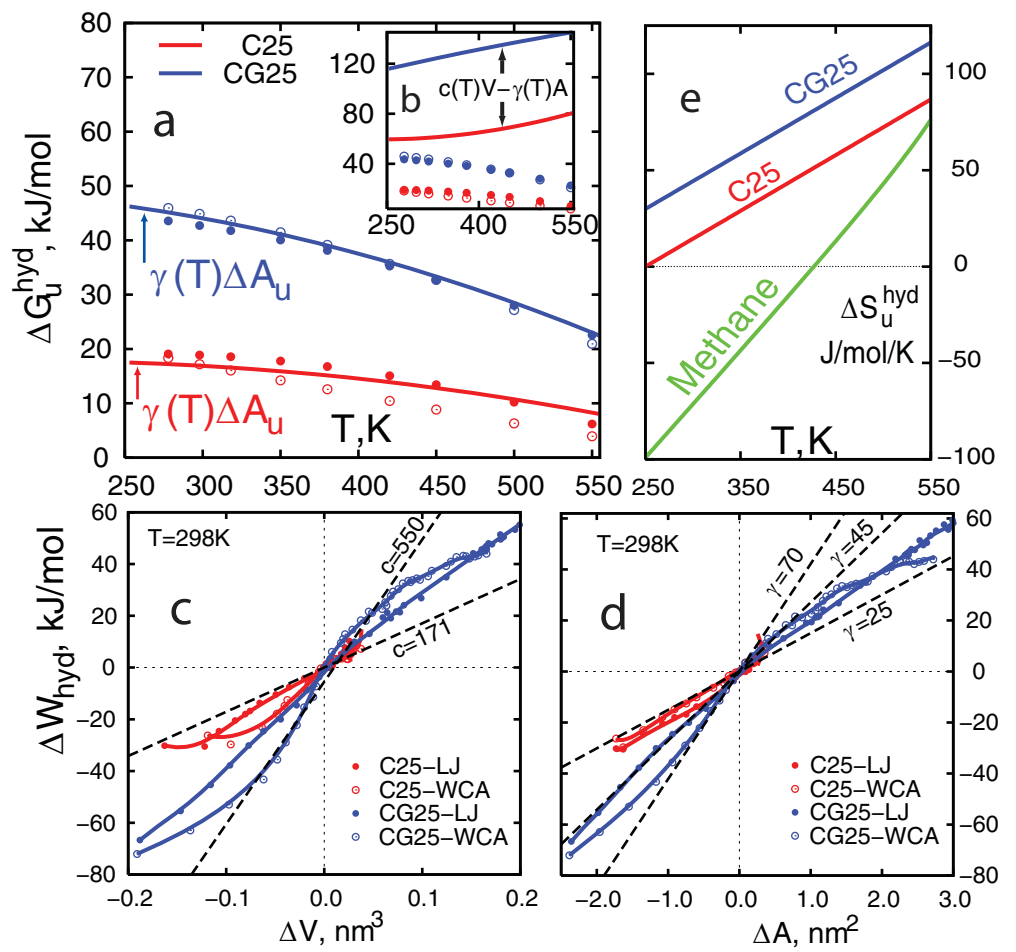 C25
CG25
a
80
70
60
50
40
30
20
10
0
ΔG_u^hyd, kJ/mol
γ(T)ΔA_u
γ(T)ΔA_u
T,K
250 300 350 400 450 500 550
b
120
80
40
c(T)V−γ(T)A
250 420 550
e
CG25
C25
Methane
100
50
0
−50
−100
ΔS_u^hyd
J/mol/K
T,K
250 350 450 550
T=298K
c
c=550
c=171
60
40
20
0
−20
−40
−60
−80
ΔW_hyd, kJ/mol
C25−LJ
C25−WCA
CG25−LJ
CG25−WCA
−0.2 −0.1 0.0 0.1 0.2
ΔV, nm³
T=298K
d
γ=70
γ=45
γ=25
60
40
20
0
−20
−40
−60
−80
C25−LJ
C25−WCA
CG25−LJ
CG25−WCA
−2.0 −1.0 0.0 1.0 2.0 3.0
ΔA, nm²